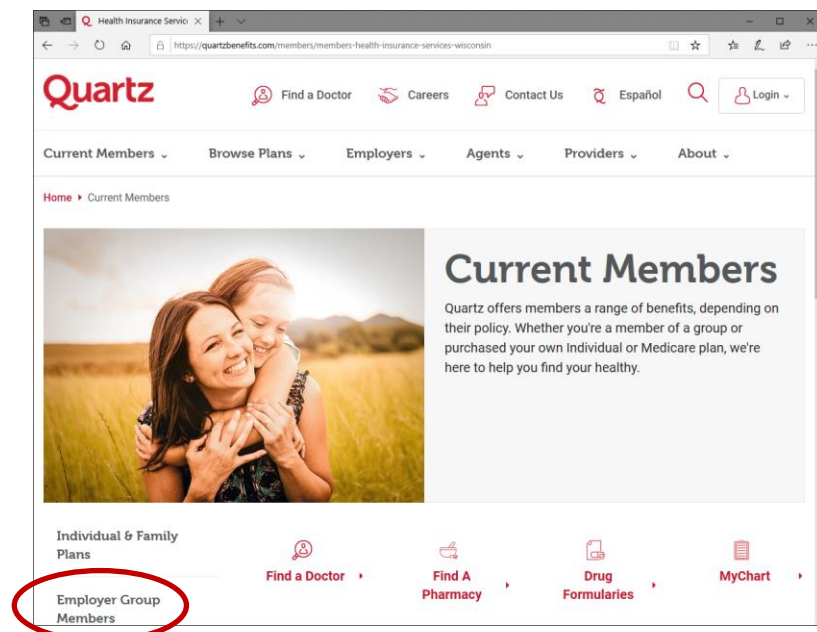 Health Insurance Servic
https://quartzbenefits.com/members/members-health-insurance-services-wisconsin
Quartz
Find a Doctor
Careers
Contact Us
Español
Login
Current Members
Browse Plans
Employers
Agents
Providers
About
Home Current Members
Current Members
Quartz offers members a range of benefits, depending on
their policy. Whether you're a member of a group or
purchased your own Individual or Medicare plan, we're
here to help you find your healthy.
Individual & Family
Plans
Employer Group
Members
Find a Doctor
Find A
Pharmacy
Drug
Formularies
MyChart